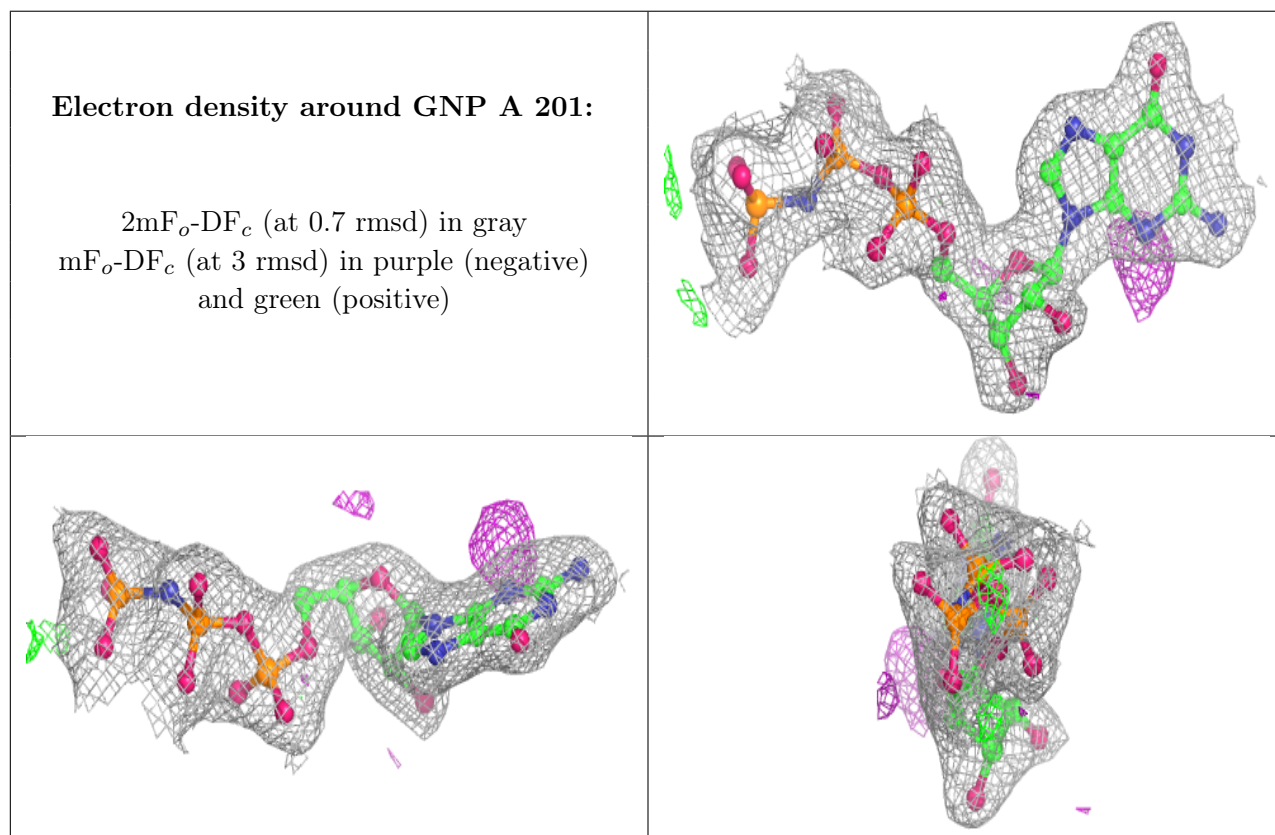 Electron density around GNP A 201:
2mFₒ-DF𝒸 (at 0.7 rmsd) in gray
mFₒ-DF𝒸 (at 3 rmsd) in purple (negative)
and green (positive)